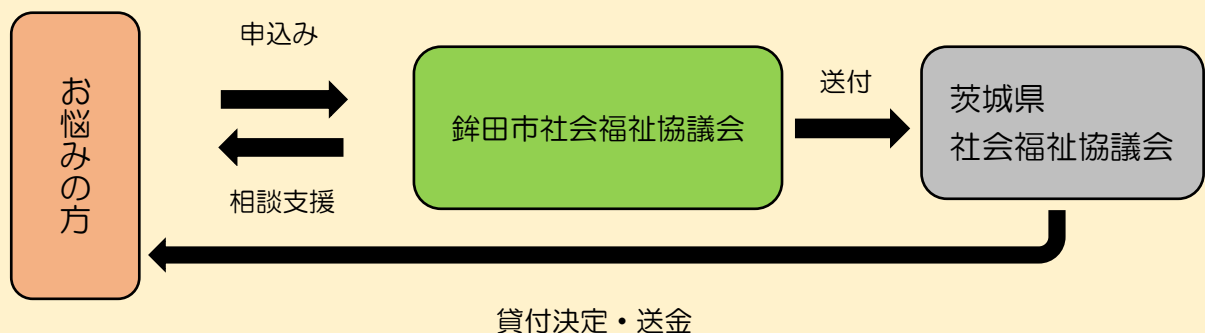 お悩みの方
申込み
相談支援
鉾田市社会福祉協議会
送付
茨城県
社会福祉協議会
貸付決定・送金